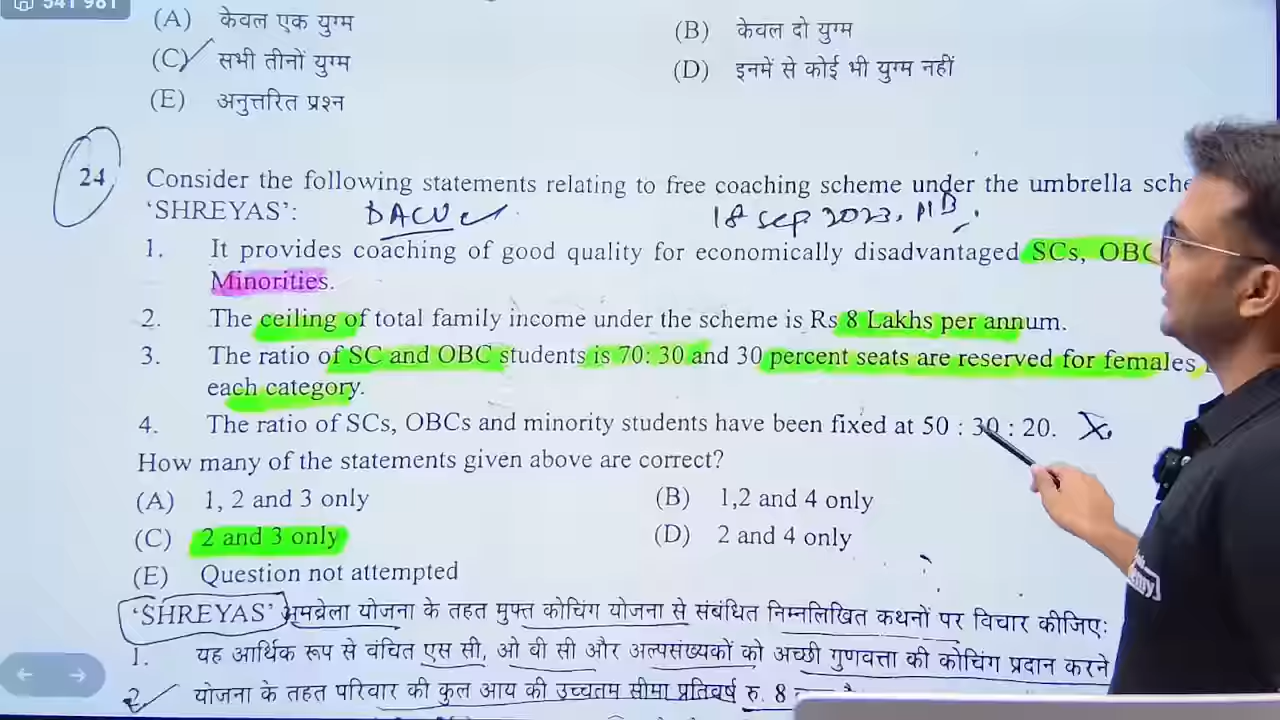 541 981
(A) केवल एक युग्म
(B) केवल दो युग्म
(C) सभी तीनों युग्म
(D) इनमें से कोई भी युग्म नहीं
(E) अनुत्तरित प्रश्न
24 Consider the following statements relating to free coaching scheme under the umbrella sche
'SHREYAS': DACUC 18 Sep 2023, PIB,
1. It provides coaching of good quality for economically disadvantaged SCs, OBC
Minorities.
2. The ceiling of total family income under the scheme is Rs 8 Lakhs per annum.
3. The ratio of SC and OBC students is 70: 30 and 30 percent seats are reserved for females
each category.
4. The ratio of SCs, OBCs and minority students have been fixed at 50 : 30 : 20.
How many of the statements given above are correct?
(A) 1, 2 and 3 only
(B) 1,2 and 4 only
(C) 2 and 3 only
(D) 2 and 4 only
(E) Question not attempted
'SHREYAS' अमब्रेला योजना के तहत मुफ्त कोचिंग योजना से संबंधित निम्नलिखित कथनों पर विचार कीजिए:
1. यह आर्थिक रूप से वंचित एस सी, ओ बी सी और अल्पसंख्यकों को अच्छी गुणवत्ता की कोचिंग प्रदान करने
2 योजना के तहत परिवार की कुल आय की उच्चतम सीमा प्रतिवर्ष रु. 8